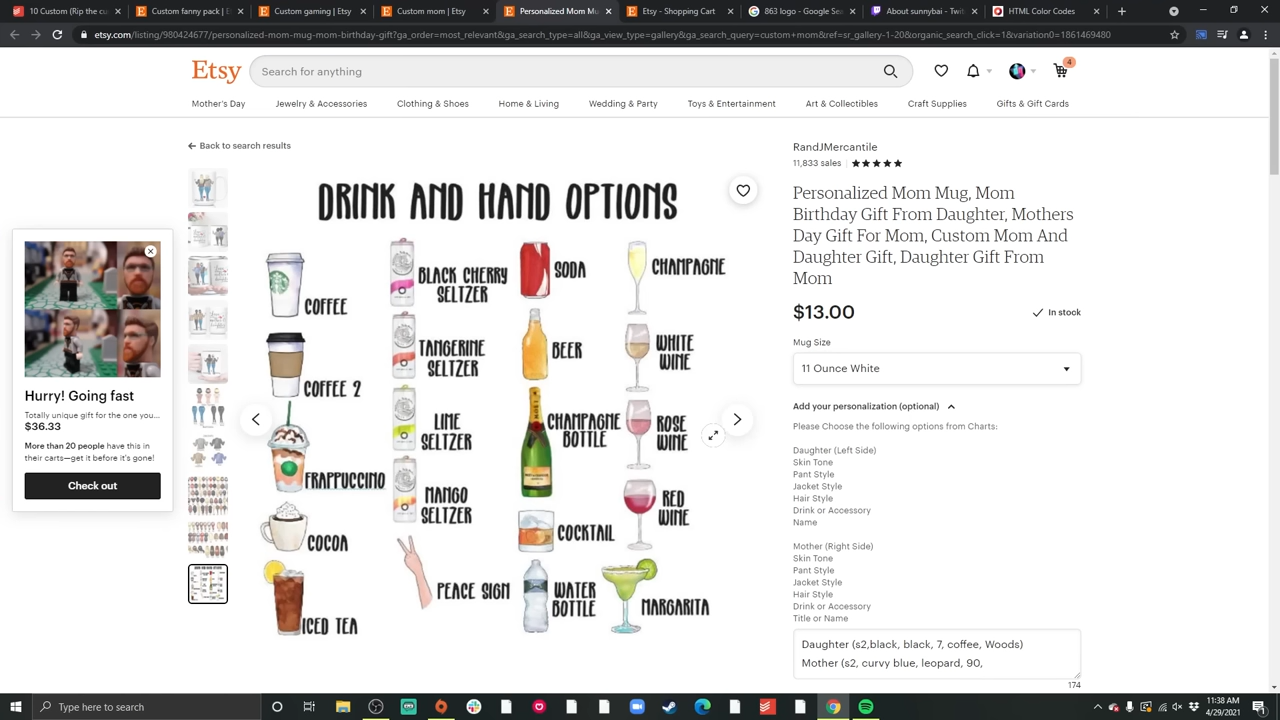 10 Custom (Rip the cu
Personalized Mom Mu
Etsy - Shopping Cart
863 logo - Google Sea
About sunnybai - Twit
HTML Color Codes
etsy.com/listing/980424677/personalized-mom-mug-mom-birthday-gift?ga_order=most_relevant&ga_search_type=all&ga_view_type=gallery&ga_search_query=custom+mom&ref=sr_gallery-1-20&organic_search_click=1&variation0=1861469480
Etsy
Search for anything
4
Mother's Day
Jewelry & Accessories
Clothing & Shoes
Home & Living
Wedding & Party
Toys & Entertainment
Art & Collectibles
Craft Supplies
Gifts & Gift Cards
Back to search results
Hurry! Going fast
Totally unique gift for the one you...
$36.33
More than 20 people have this in
their carts—get it before it's gone!
Check out
DRINK AND HAND OPTIONS
COFFEE
COFFEE 2
FRAPPUCCINO
COCOA
ICED TEA
BLACK CHERRY
SELTZER
TANGERINE
SELTZER
LIME
SELTZER
MANGO
SELTZER
PEACE SIGN
SODA
BEER
CHAMPAGNE
BOTTLE
COCKTAIL
WATER
BOTTLE
CHAMPAGNE
WHITE
WINE
ROSE
WINE
RED
WINE
MARGARITA
RandJMercantile
11,833 sales
Personalized Mom Mug, Mom
Birthday Gift From Daughter, Mothers
Day Gift For Mom, Custom Mom And
Daughter Gift, Daughter Gift From
Mom
$13.00
In stock
Mug Size
11 Ounce White
Add your personalization (optional)
Please Choose the following options from Charts:
Daughter (Left Side)
Skin Tone
Pant Style
Jacket Style
Hair Style
Drink or Accessory
Name
Mother (Right Side)
Skin Tone
Pant Style
Jacket Style
Hair Style
Drink or Accessory
Title or Name
Daughter (s2,black, black, 7, coffee, Woods)
Mother (s2, curvy blue, leopard, 90,
174
Type here to search
11:38 AM
4/29/2021